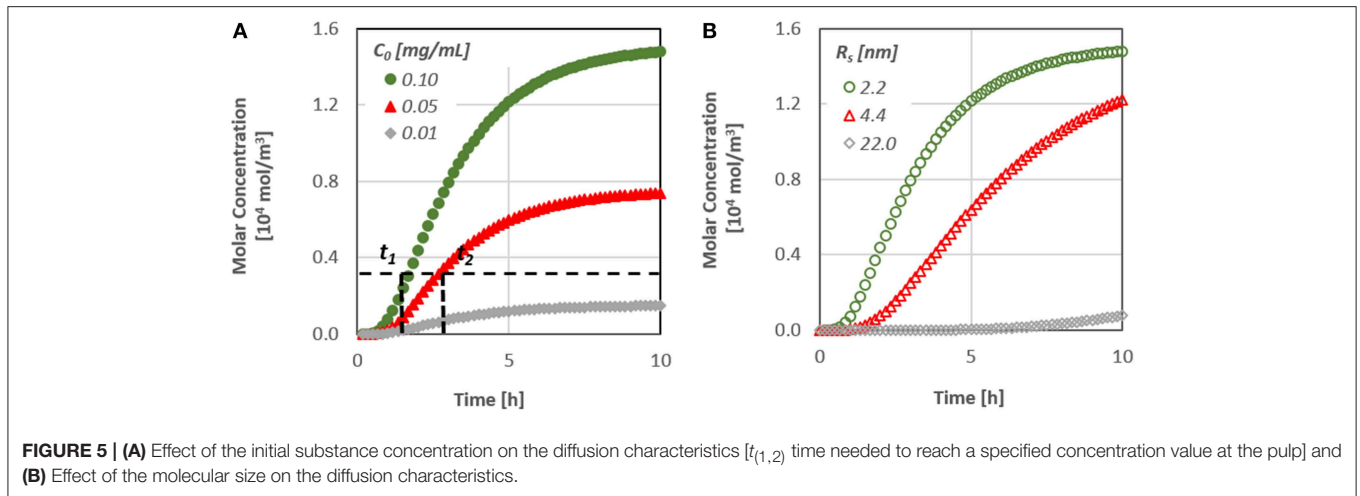 A
Molar Concentration
[10⁴ mol/m³]
1.6
1.2
0.8
0.4
0.0
C₀ [mg/mL]
0.10
0.05
0.01
t₁
t₂
0
5
10
Time [h]
B
Molar Concentration
[10⁴ mol/m³]
1.6
1.2
0.8
0.4
0.0
Rₛ [nm]
2.2
4.4
22.0
0
5
10
Time [h]
FIGURE 5 | (A) Effect of the initial substance concentration on the diffusion characteristics [t(1,2) time needed to reach a specified concentration value at the pulp] and
(B) Effect of the molecular size on the diffusion characteristics.